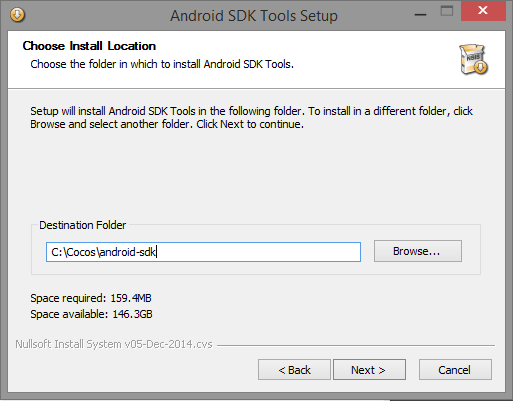 Android SDK Tools Setup
Choose Install Location
Choose the folder in which to install Android SDK Tools.
NSIS
Setup will install Android SDK Tools in the following folder. To install in a different folder, click
Browse and select another folder. Click Next to continue.
Destination Folder
C:\Cocos\android-sdk
Browse...
Space required: 159.4MB
Space available: 146.3GB
Nullsoft Install System v05-Dec-2014.cvs
< Back
Next >
Cancel